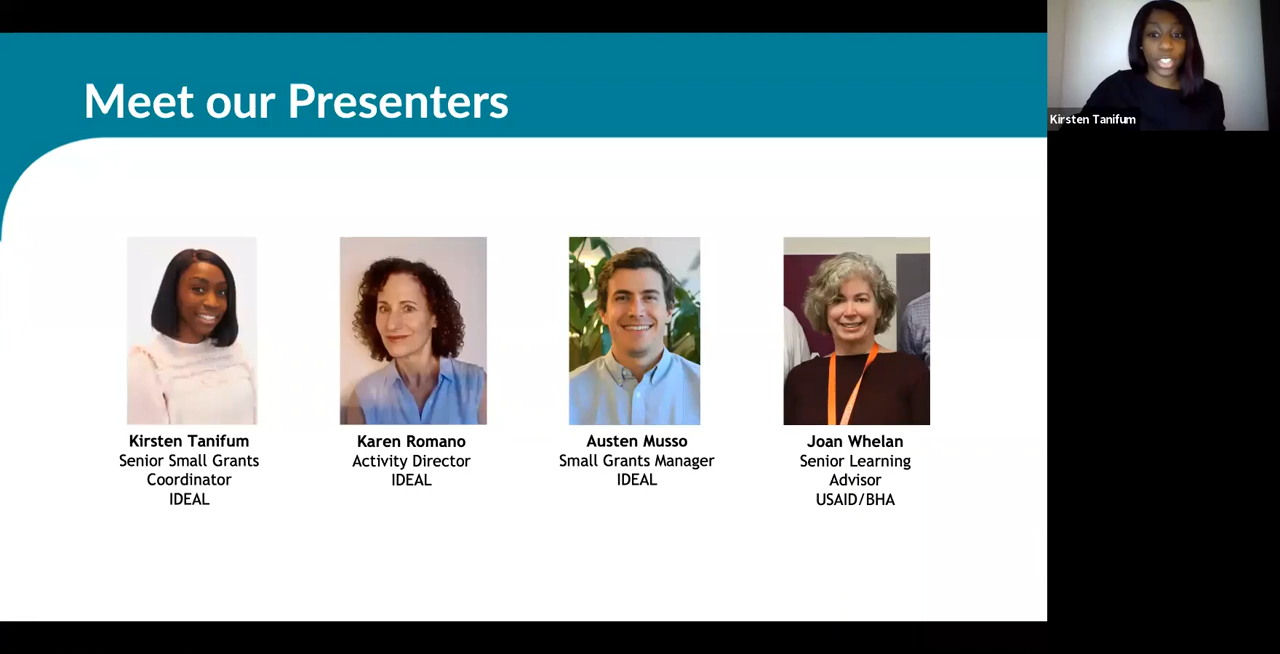 Meet our Presenters
Kirsten Tanifum
Kirsten Tanifum
Senior Small Grants
Coordinator
IDEAL
Karen Romano
Activity Director
IDEAL
Austen Musso
Small Grants Manager
IDEAL
Joan Whelan
Senior Learning
Advisor
USAID/BHA